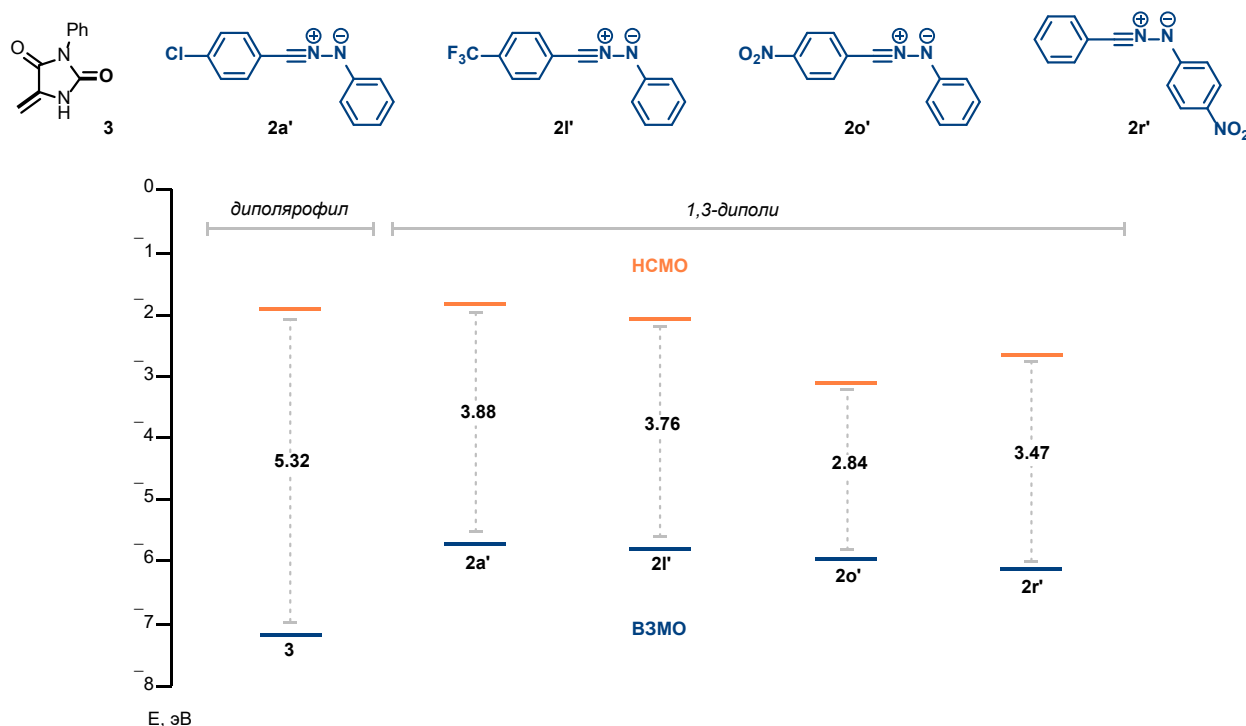 Ph
N
O
O
N
H
3
Cl
⊕
N
⊖
N
2a'
F3C
⊕
N
⊖
N
2l'
NO2
⊕
N
⊖
N
2o'
⊕
N
⊖
N
NO2
2r'
0
диполярофил
1,3-диполи
–1
НСМО
–2
–3
3.88
3.76
–4
5.32
2.84
3.47
–5
–6
2a'
2l'
2o'
2r'
–7
3
ВЗМО
–8
E, эВ